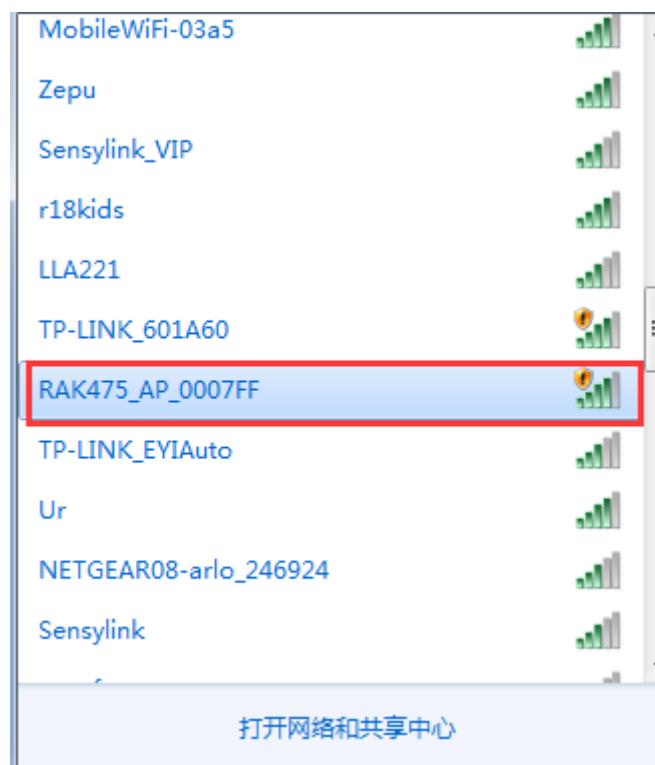 MobileWiFi-03a5
Zepu
Sensylink_VIP
r18kids
LLA221
TP-LINK_601A60
RAK475_AP_0007FF
TP-LINK_EYIAuto
Ur
NETGEAR08-arlo_246924
Sensylink
打开网络和共享中心